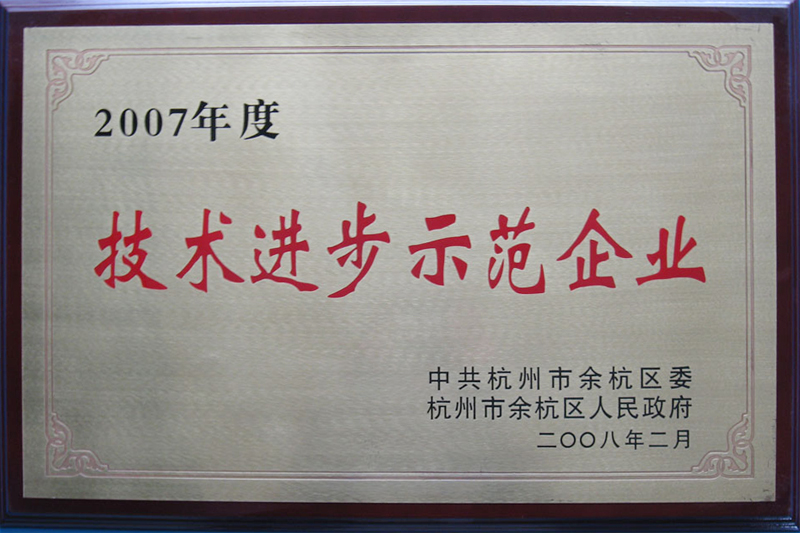 2007年度
技术进步示范企业
中共杭州市余杭区委
杭州市余杭区人民政府
二〇〇八年二月